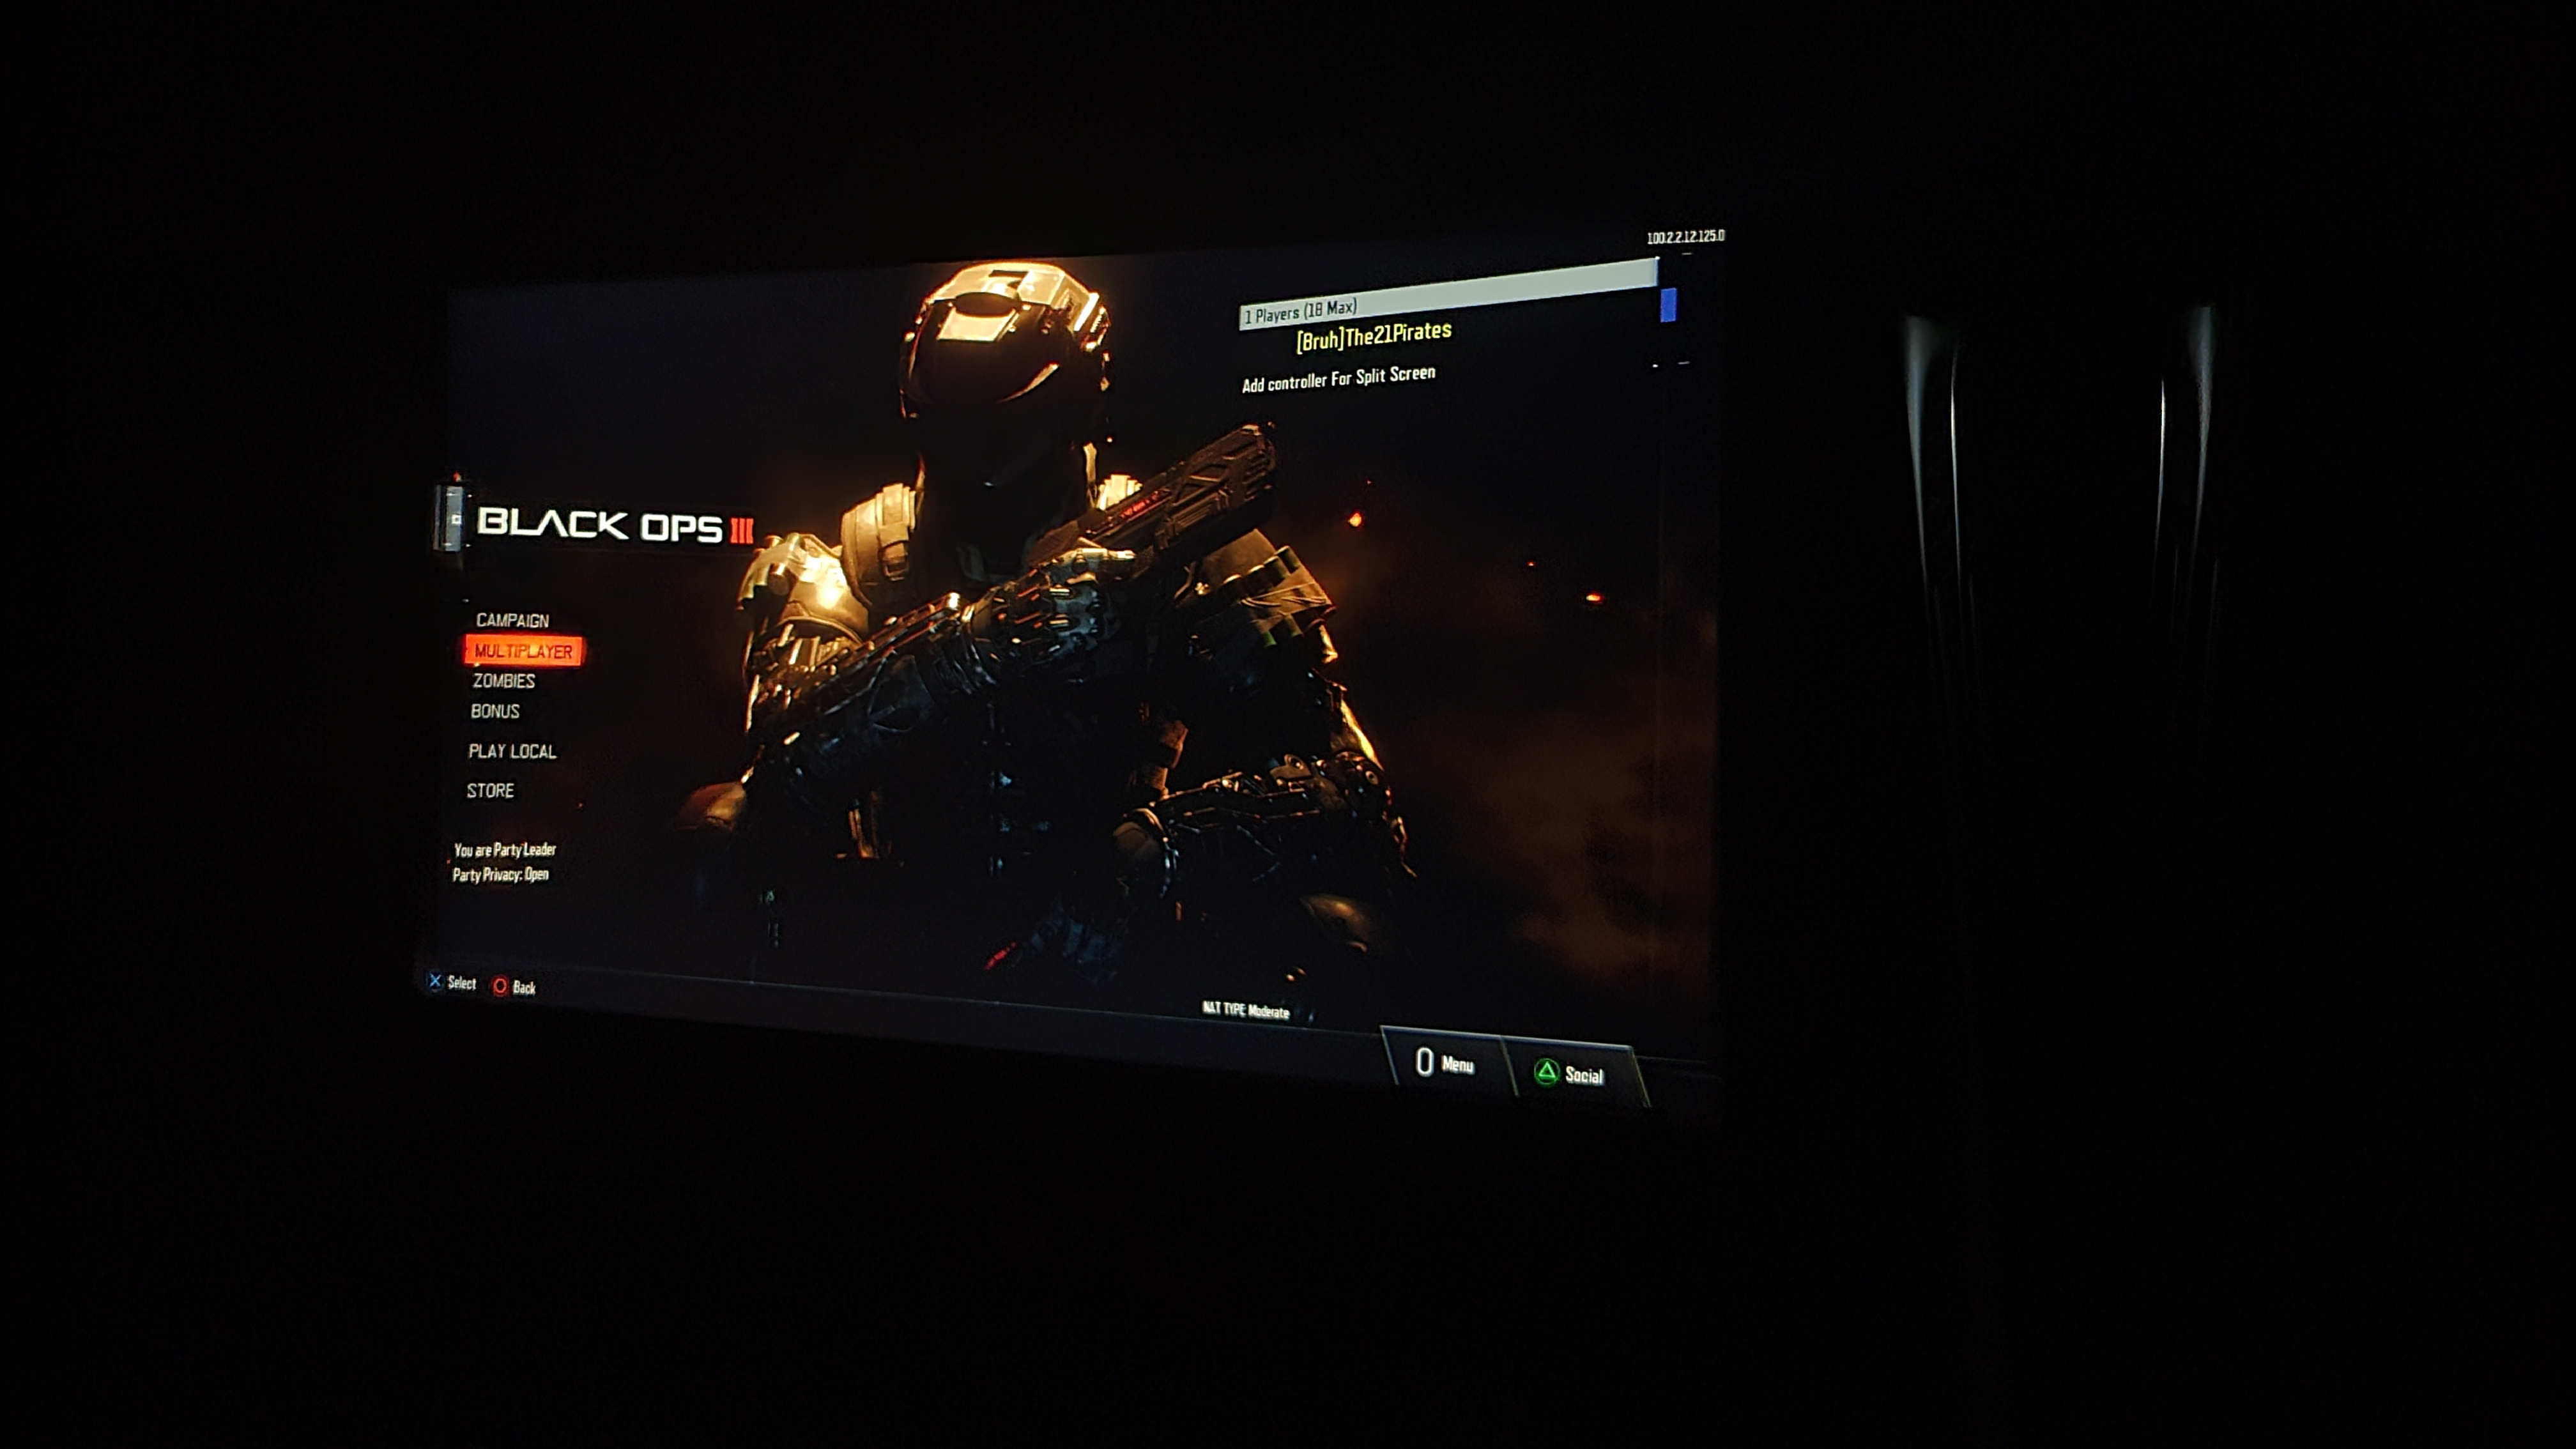 100.2.2.12.125.0
1 Players (18 Max)
[Bruh]The21Pirates
Add controller For Split Screen
BLACK OPS III
CAMPAIGN
MULTIPLAYER
ZOMBIES
BONUS
PLAY LOCAL
STORE
You are Party Leader
Party Privacy: Open
Select Back
NAT TYPE Moderate
Menu Social